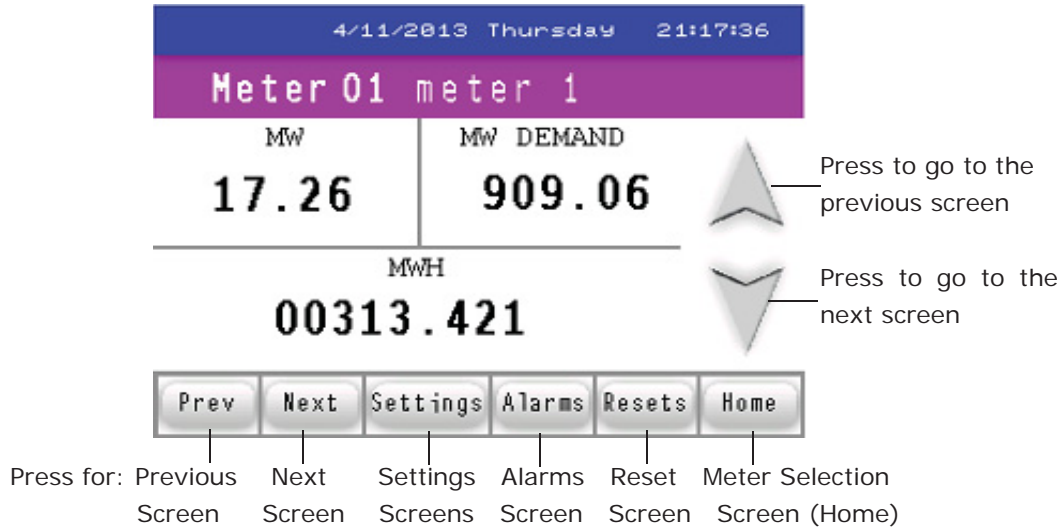 4/11/2013 Thursday 21:17:36
Meter 01 meter 1
MW
MW DEMAND
17.26
909.06
Press to go to the
previous screen
MWH
00313.421
Press to go to the
next screen
Prev Next Settings Alarms Resets Home
Press for: Previous Next Settings Alarms Reset Meter Selection
Screen Screen Screens Screen Screen Screen (Home)